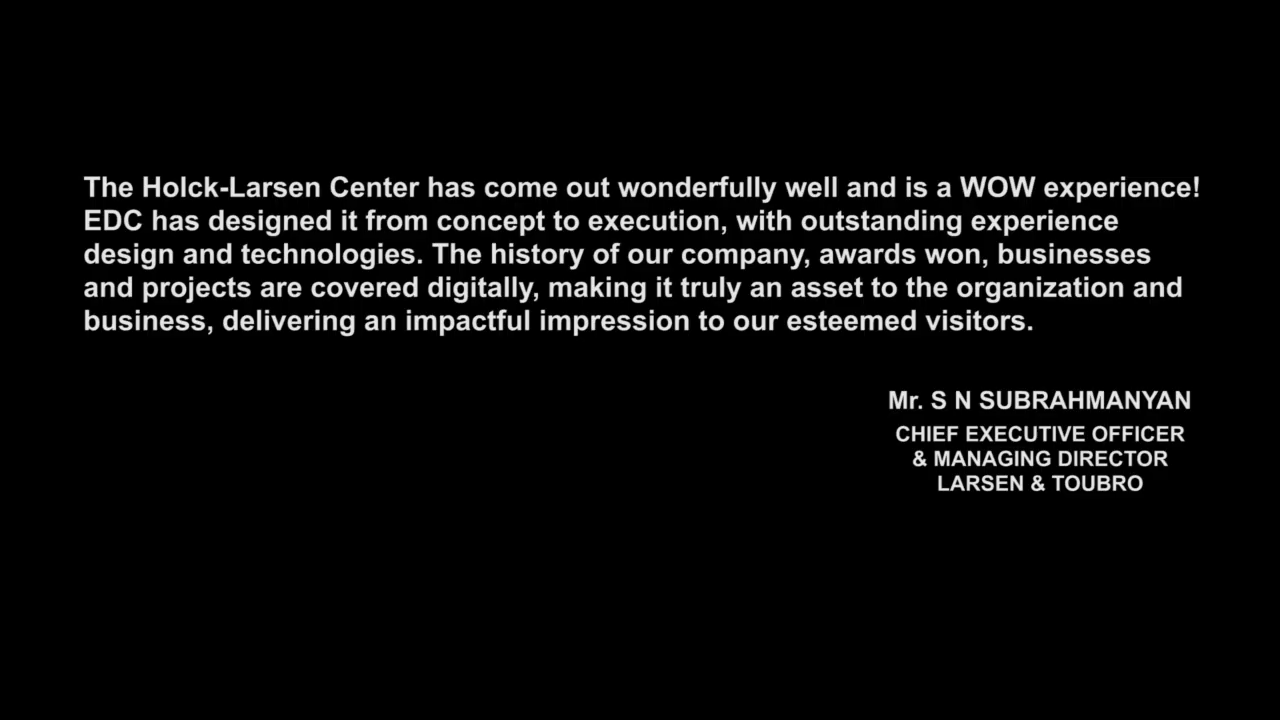 The Holck-Larsen Center has come out wonderfully well and is a WOW experience!
EDC has designed it from concept to execution, with outstanding experience
design and technologies. The history of our company, awards won, businesses
and projects are covered digitally, making it truly an asset to the organization and
business, delivering an impactful impression to our esteemed visitors.
Mr. S N SUBRAHMANYAN
CHIEF EXECUTIVE OFFICER
& MANAGING DIRECTOR
LARSEN & TOUBRO